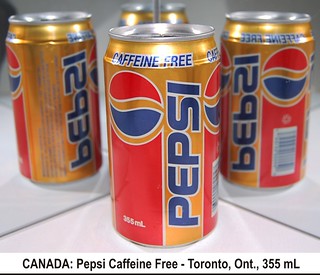 CAFFEINE FREE
PEPSI
355mL
CANADA: Pepsi Caffeine Free - Toronto, Ont., 355 mL